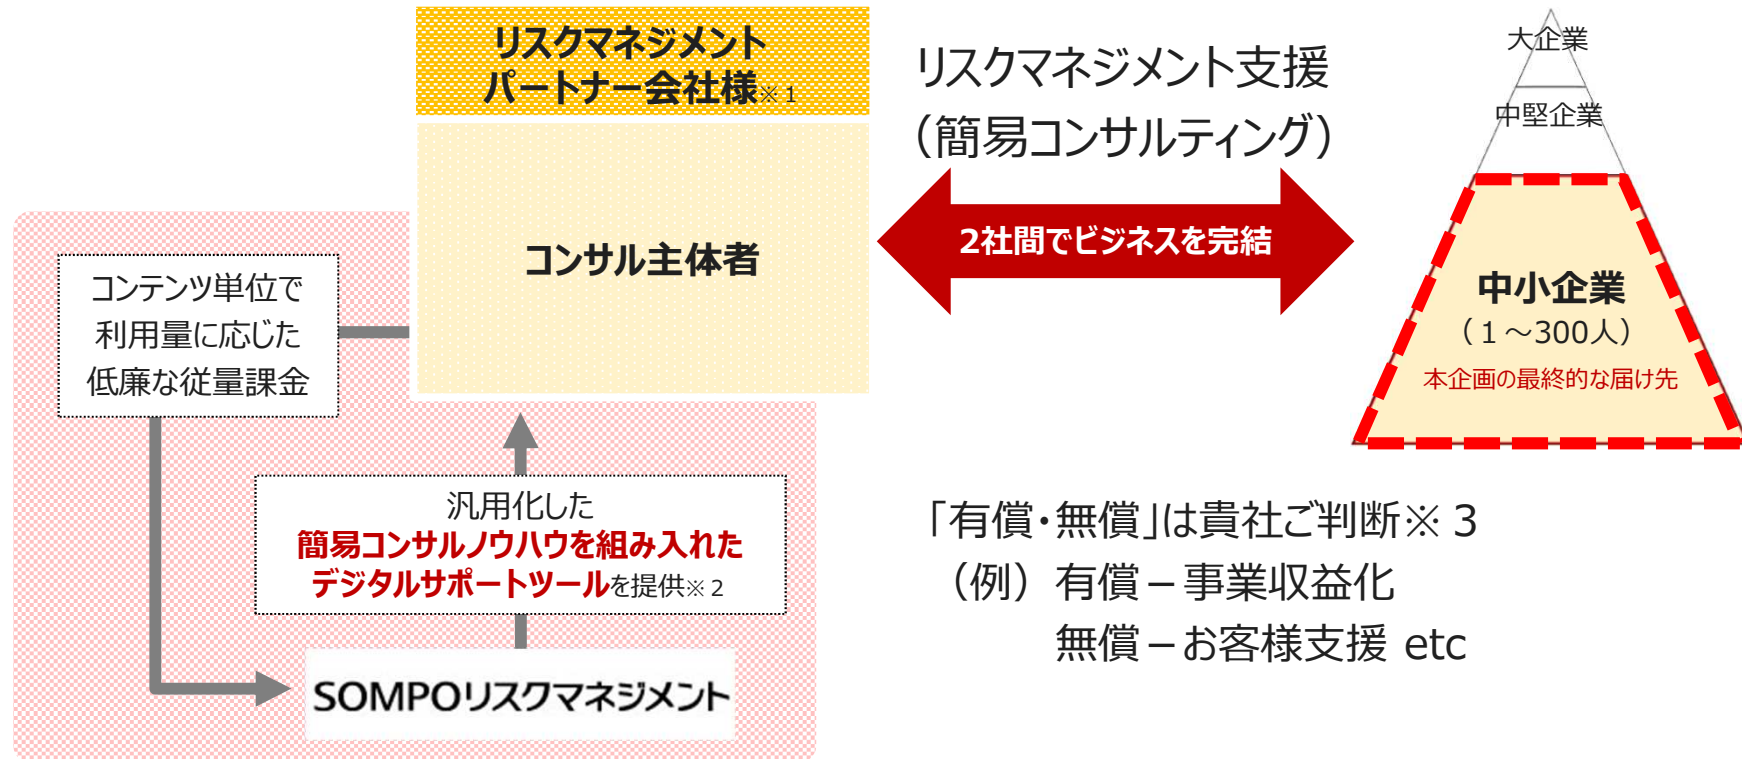 リスクマネジメント
パートナー会社様※1
コンサル主体者
コンテンツ単位で
利用量に応じた
低廉な従量課金
汎用化した
簡易コンサルノウハウを組み入れた
デジタルサポートツールを提供※2
SOMPOリスクマネジメント
リスクマネジメント支援
（簡易コンサルティング）
2社間でビジネスを完結
大企業
中堅企業
中小企業
（１～300人）
本企画の最終的な届け先
「有償・無償」は貴社ご判断※３
（例）有償－事業収益化
無償－お客様支援 etc